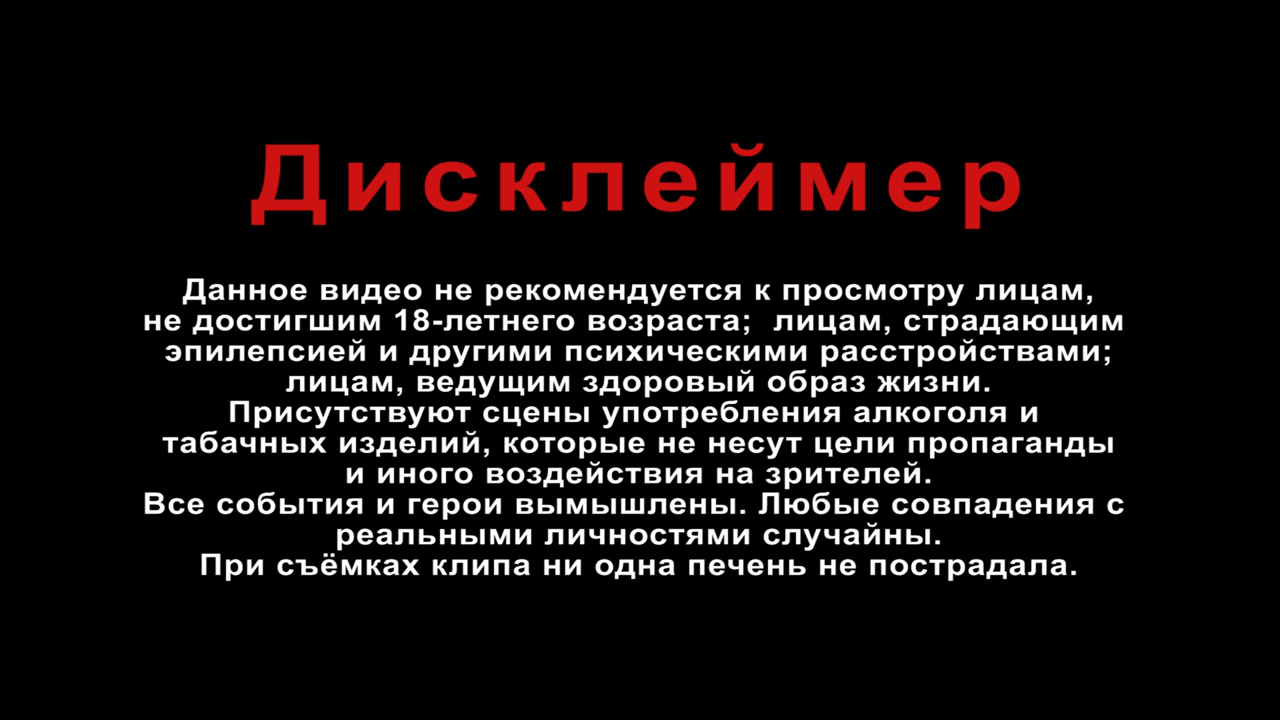 Дисклеймер
Данное видео не рекомендуется к просмотру лицам,
не достигшим 18-летнего возраста;  лицам, страдающим
эпилепсией и другими психическими расстройствами;
лицам, ведущим здоровый образ жизни.
Присутствуют сцены употребления алкоголя и
табачных изделий, которые не несут цели пропаганды
и иного воздействия на зрителей.
Все события и герои вымышлены. Любые совпадения с
реальными личностями случайны.
При съёмках клипа ни одна печень не пострадала.